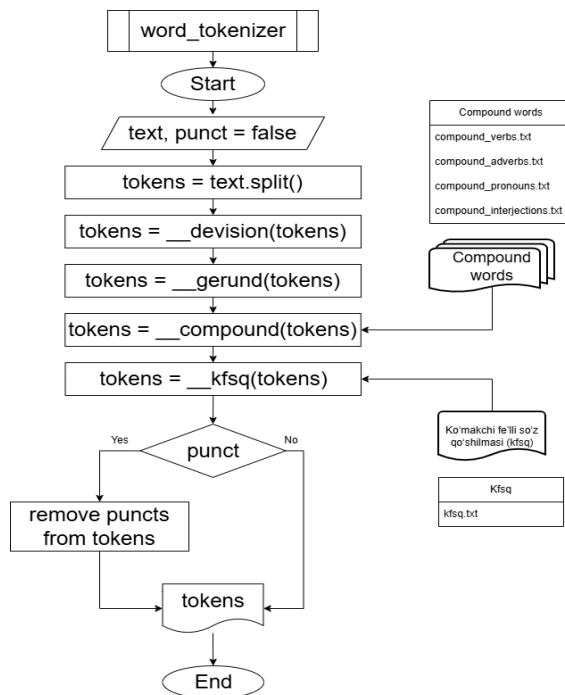 word_tokenizer
Start
text, punct = false
tokens = text.split()
tokens = __devision(tokens)
tokens = __gerund(tokens)
tokens = __compound(tokens)
tokens = __kfsq(tokens)
Yes
punct
No
remove puncts
from tokens
tokens
End
Compound words
compound_verbs.txt
compound_adverbs.txt
compound_pronouns.txt
compound_interjections.txt
Compound
words
Ko‘makchi fe’lli so‘z
qo‘shilmasi (kfsq)
Kfsq
kfsq.txt